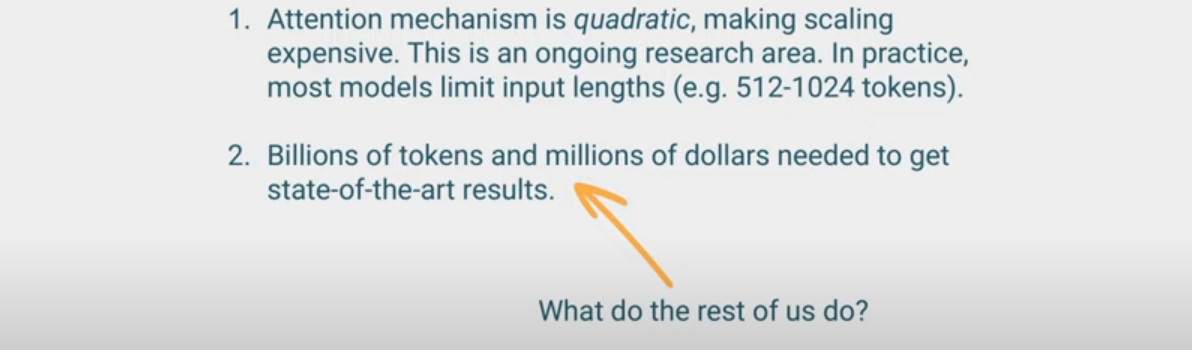 1. Attention mechanism is quadratic, making scaling
expensive. This is an ongoing research area. In practice,
most models limit input lengths (e.g. 512-1024 tokens).
2. Billions of tokens and millions of dollars needed to get
state-of-the-art results.
What do the rest of us do?